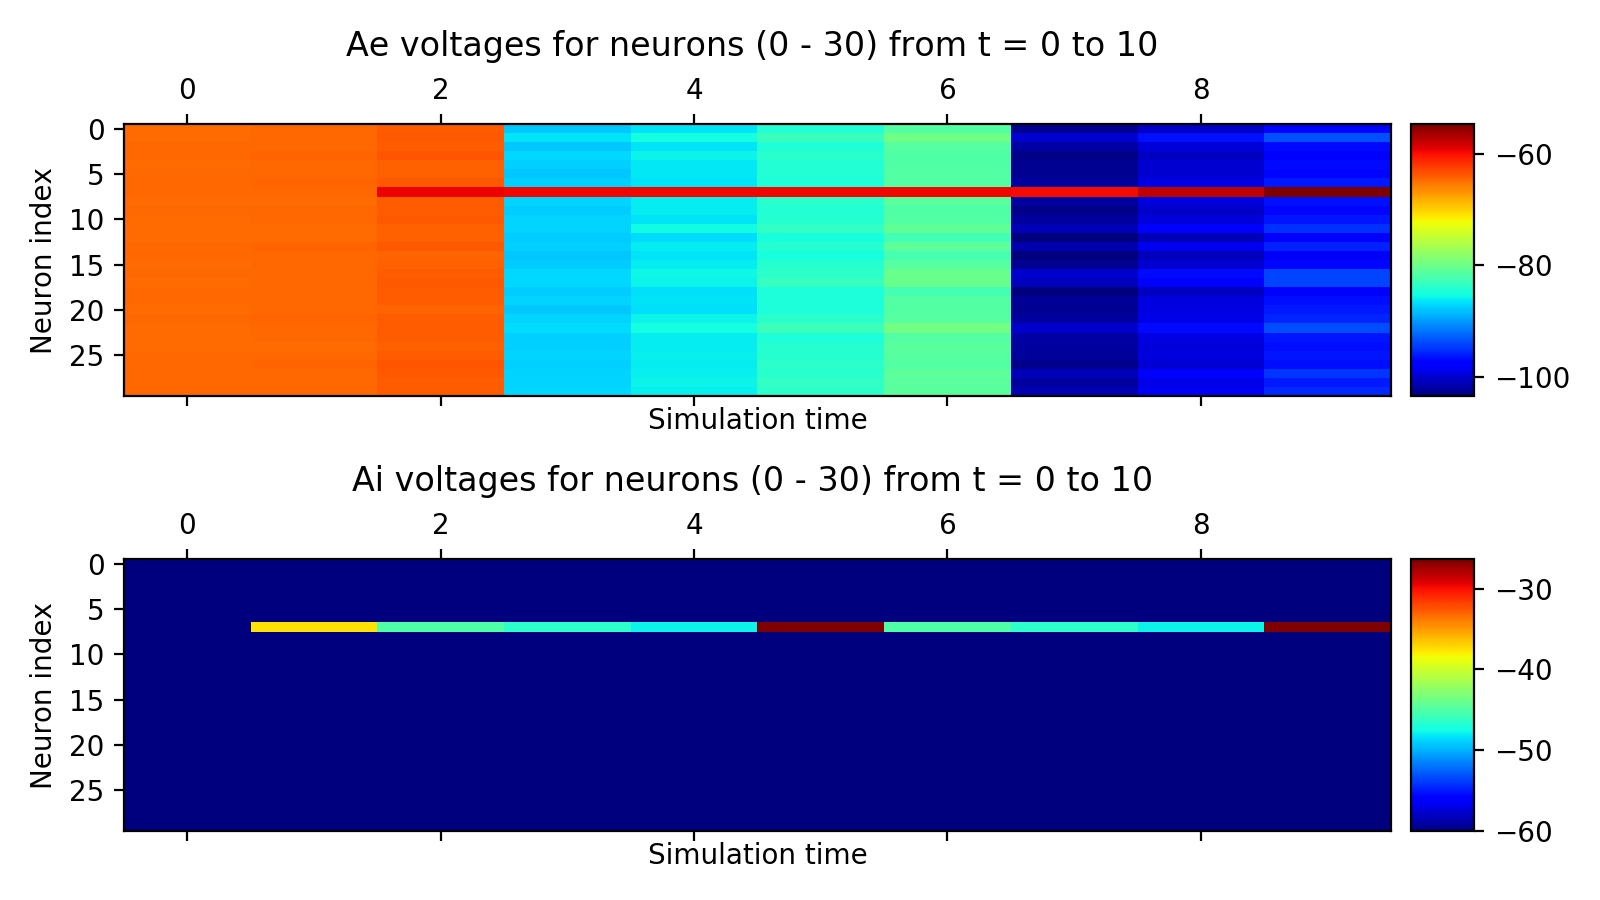 Ae voltages for neurons (0 - 30) from t = 0 to 10
0 2 4 6 8
Neuron index
0
5
10
15
20
25
−60
−80
−100
Simulation time
Ai voltages for neurons (0 - 30) from t = 0 to 10
0 2 4 6 8
Neuron index
0
5
10
15
20
25
−30
−40
−50
−60
Simulation time